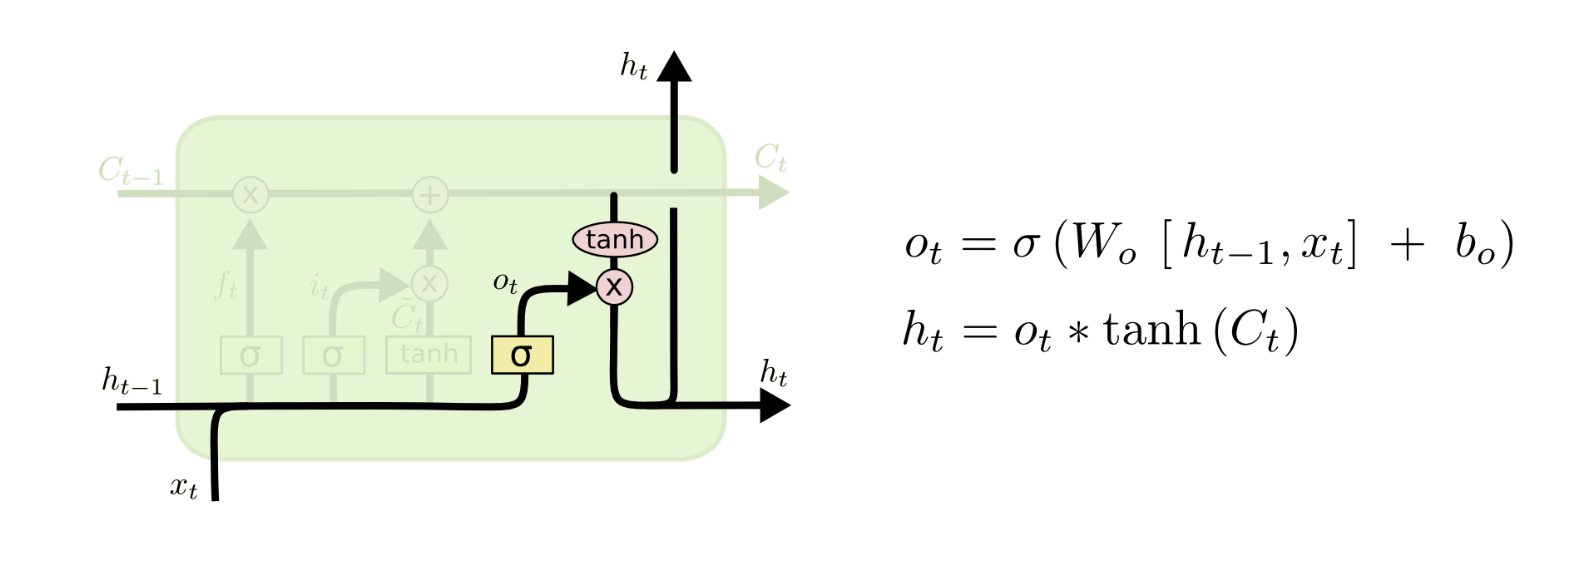 h_t
C_{t-1}
C_t
x
+
tanh
f_t
i_t
x
o_t
x
C̃_t
σ
σ
tanh
σ
h_{t-1}
h_t
x_t
o_t = σ (W_o [h_{t-1}, x_t] + b_o)
h_t = o_t * tanh (C_t)